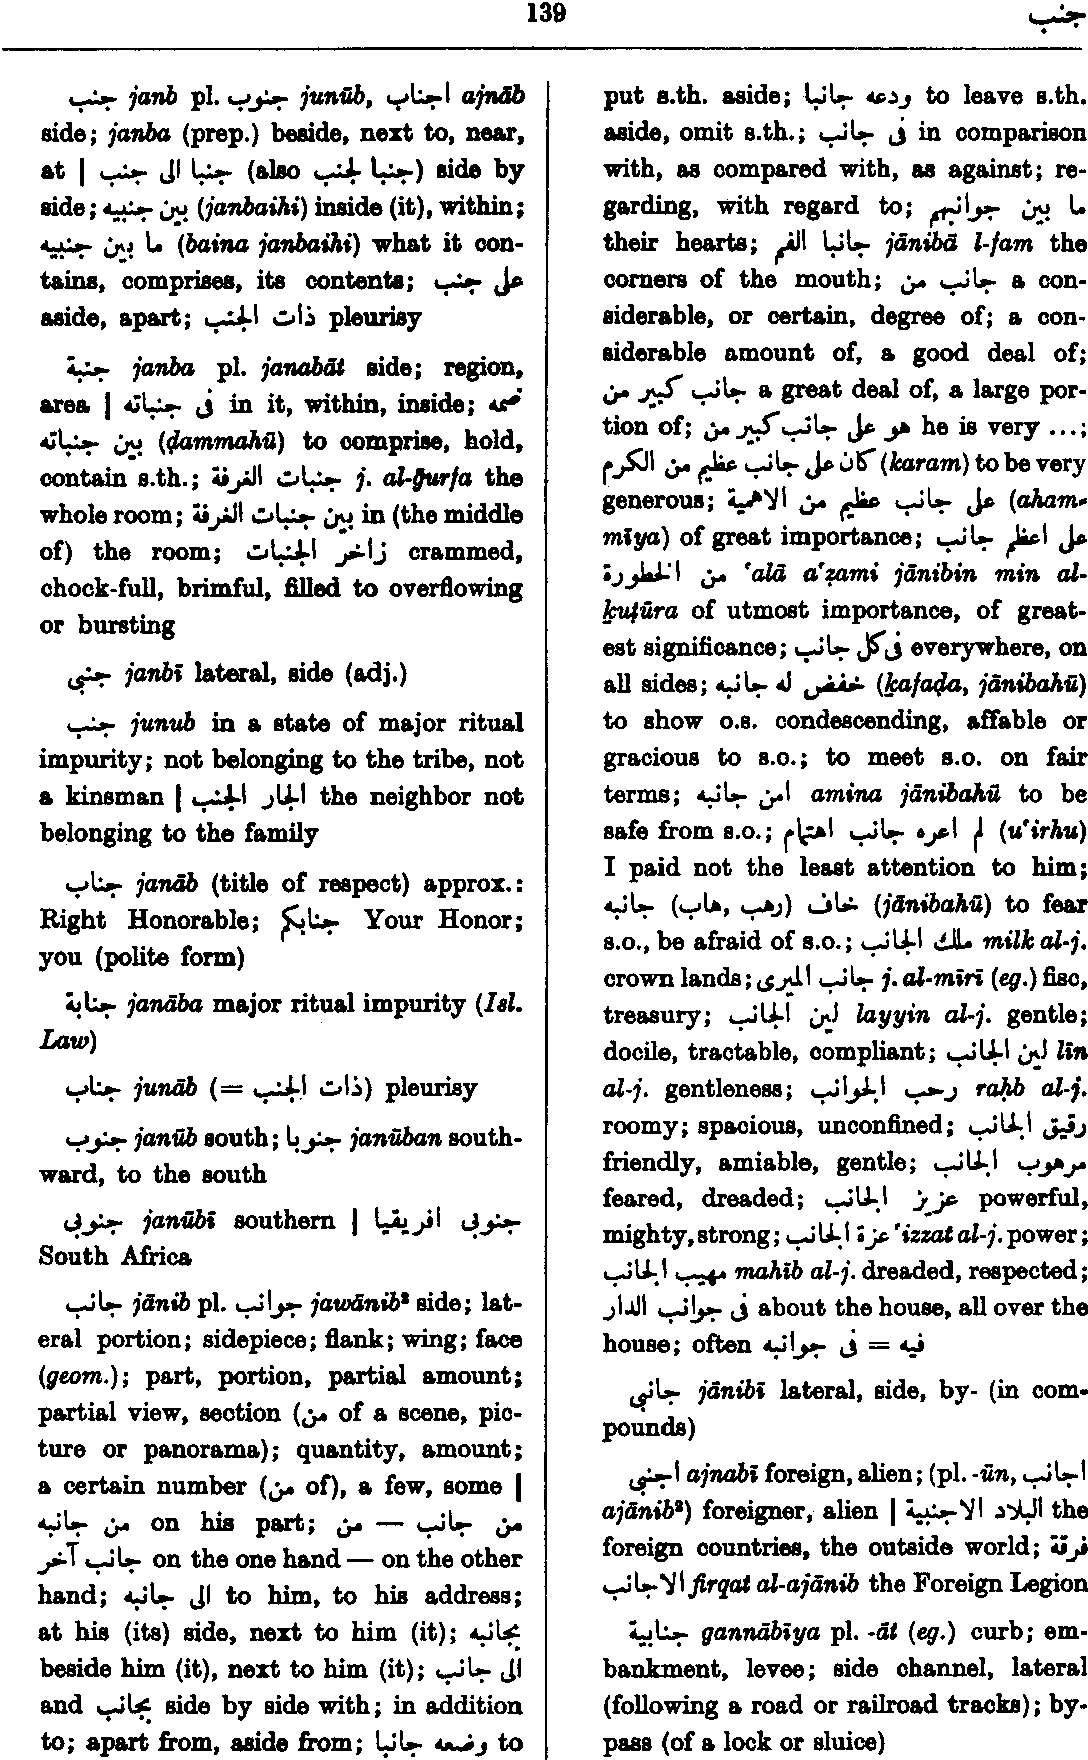 139 جنب
جنب janb pl. جنوب junūb, اجناب ajnāb
side; janba (prep.) beside, next to, near,
at | جنبا الى جنب (also جنبا لجنب) side by
side; بين جنبيه (janbaihi) inside (it), within;
ما بين جنبيه (baina janbaihi) what it con-
tains, comprises, its contents; على جنب
aside, apart; ذات الجنب pleurisy
جنبة janba pl. janabāt side; region,
area | فى جنباته in it, within, inside; ضمه
بين جنباته (ḍammahū) to comprise, hold,
contain s.th.; جنبات الغرفة j. al-ḡurfa the
whole room; بين جنبات الغرفة in (the middle
of) the room; زاخر الجنبات crammed,
chock-full, brimful, filled to overflowing
or bursting
جنبى janbī lateral, side (adj.)
جنب junub in a state of major ritual
impurity; not belonging to the tribe, not
a kinsman | الجار الجنب the neighbor not
belonging to the family
جناب janāb (title of respect) approx.:
Right Honorable; جنابكم Your Honor;
you (polite form)
جنابة janāba major ritual impurity (Isl.
Law)
جناب junāb (= ذات الجنب) pleurisy
جنوب janūb south; جنوبا janūban south-
ward, to the south
جنوبى janūbī southern | جنوبى افريقيا
South Africa
جانب jānib pl. جوانب jawānib² side; lat-
eral portion; sidepiece; flank; wing; face
(geom.); part, portion, partial amount;
partial view, section (من of a scene, pic-
ture or panorama); quantity, amount;
a certain number (من of), a few, some |
من جانبه on his part; من جانب — من
جانب آخر on the one hand — on the other
hand; الى جانبه to him, to his address;
at his (its) side, next to him (it); بجانبه
beside him (it), next to him (it); الى جانب
and بجانب side by side with; in addition
to; apart from, aside from; وضعه جانبا to
put s.th. aside; ودعه جانبا to leave s.th.
aside, omit s.th.; فى جانب in comparison
with, as compared with, as against; re-
garding, with regard to; ما بين جوانبهم
their hearts; جانبا الفم jānibā l-fam the
corners of the mouth; جانب من a con-
siderable, or certain, degree of; a con-
siderable amount of, a good deal of;
جانب كبير من a great deal of, a large por-
tion of; هو على جانب كبير من he is very ...;
كان على جانب عظيم من الكرم (karam) to be very
generous; على جانب عظيم من الاهمية (aham-
mīya) of great importance; على اعظم جانب
من الخطورة ʿalā aʿẓami jānibin min al-
ḵuṭūra of utmost importance, of great-
est significance; فى كل جانب everywhere, on
all sides; خفض له جانبه (ḵafaḍa, jānibahū)
to show o.s. condescending, affable or
gracious to s.o.; to meet s.o. on fair
terms; امن جانبه amina jānibahū to be
safe from s.o.; لم اعره جانب اهتمام (uʿirhu)
I paid not the least attention to him;
خاف (رهب, هاب) جانبه (jānibahū) to fear
s.o., be afraid of s.o.; ملك الجانب milk al-j.
crown lands; جانب الميرى j. al-mīrī (eg.) fisc,
treasury; لين الجانب layyin al-j. gentle;
docile, tractable, compliant; لين الجانب līn
al-j. gentleness; رحب الجوانب raḥb al-j.
roomy; spacious, unconfined; رقيق الجانب
friendly, amiable, gentle; مرهوب الجانب
feared, dreaded; عزيز الجانب powerful,
mighty, strong; عزة الجانب ʿizzat al-j. power;
مهيب الجانب mahīb al-j. dreaded, respected;
فى جوانب الدار about the house, all over the
house; often فى جوانبه = فيه
جانبى jānibī lateral, side, by- (in com-
pounds)
اجنبى ajnabī foreign, alien; (pl. -ūn, اجانب
ajānib²) foreigner, alien | البلاد الاجنبية the
foreign countries, the outside world; فرقة
الاجانب firqat al-ajānib the Foreign Legion
جنابية gannābīya pl. -āt (eg.) curb; em-
bankment, levee; side channel, lateral
(following a road or railroad tracks); by-
pass (of a lock or sluice)